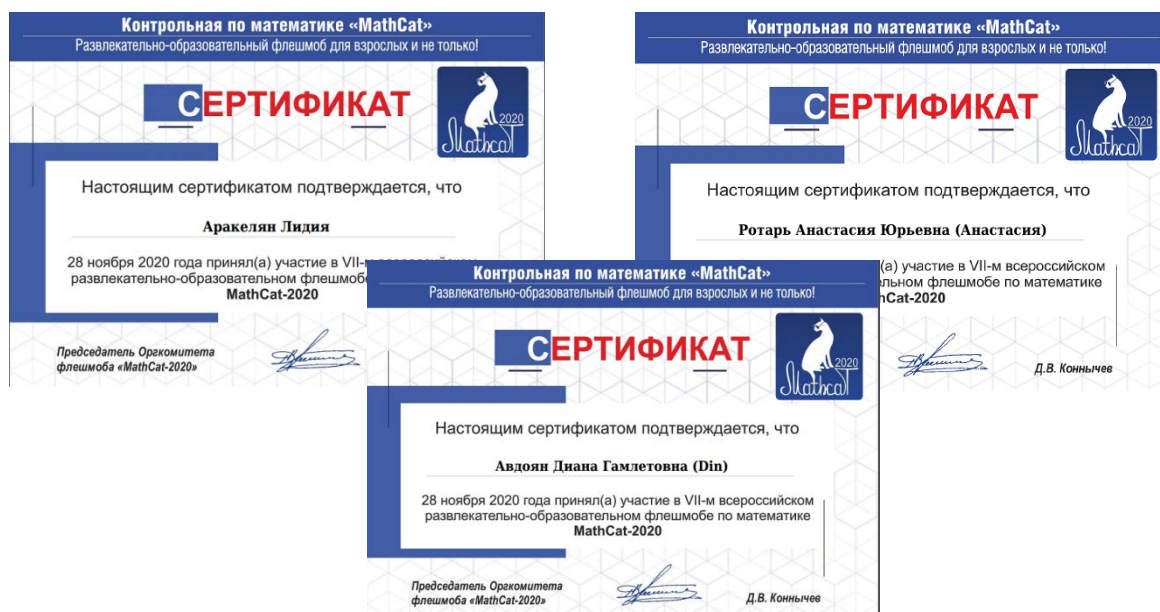 Контрольная по математике «MathCat»
Развлекательно-образовательный флешмоб для взрослых и не только!
СЕРТИФИКАТ
2020
Mathcat
Настоящим сертификатом подтверждается, что
Аракелян Лидия
28 ноября 2020 года принял(а) участие в VII-м всероссийском
развлекательно-образовательном флешмобе
MathCat-2020
Председатель Оргкомитета
флешмоба «MathCat-2020»
Контрольная по математике «MathCat»
Развлекательно-образовательный флешмоб для взрослых и не только!
СЕРТИФИКАТ
2020
Mathcat
Настоящим сертификатом подтверждается, что
Ротарь Анастасия Юрьевна (Анастасия)
(а) участие в VII-м всероссийском
флешмобе по математике
Cat-2020
Д.В. Коннычев
Контрольная по математике «MathCat»
Развлекательно-образовательный флешмоб для взрослых и не только!
СЕРТИФИКАТ
2020
Mathcat
Настоящим сертификатом подтверждается, что
Авдоян Диана Гамлетовна (Din)
28 ноября 2020 года принял(а) участие в VII-м всероссийском
развлекательно-образовательном флешмобе по математике
MathCat-2020
Председатель Оргкомитета
флешмоба «MathCat-2020»
Д.В. Коннычев